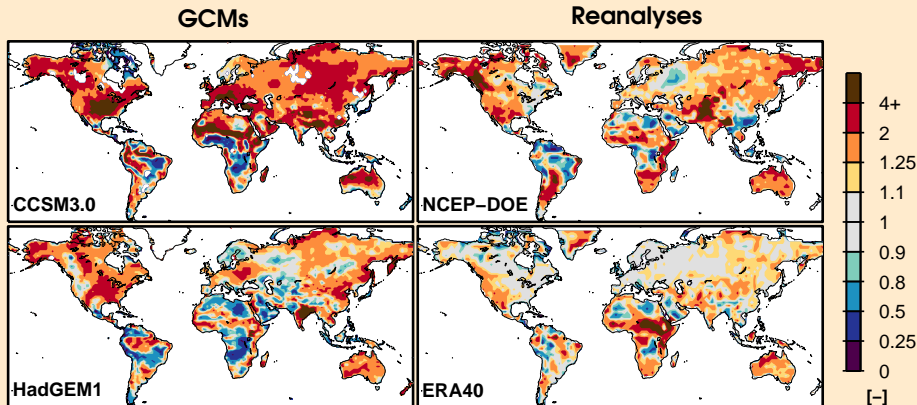 GCMs
Reanalyses
CCSM3.0
NCEP−DOE
HadGEM1
ERA40
4+
2
1.25
1.1
1
0.9
0.8
0.5
0.25
0
[−]